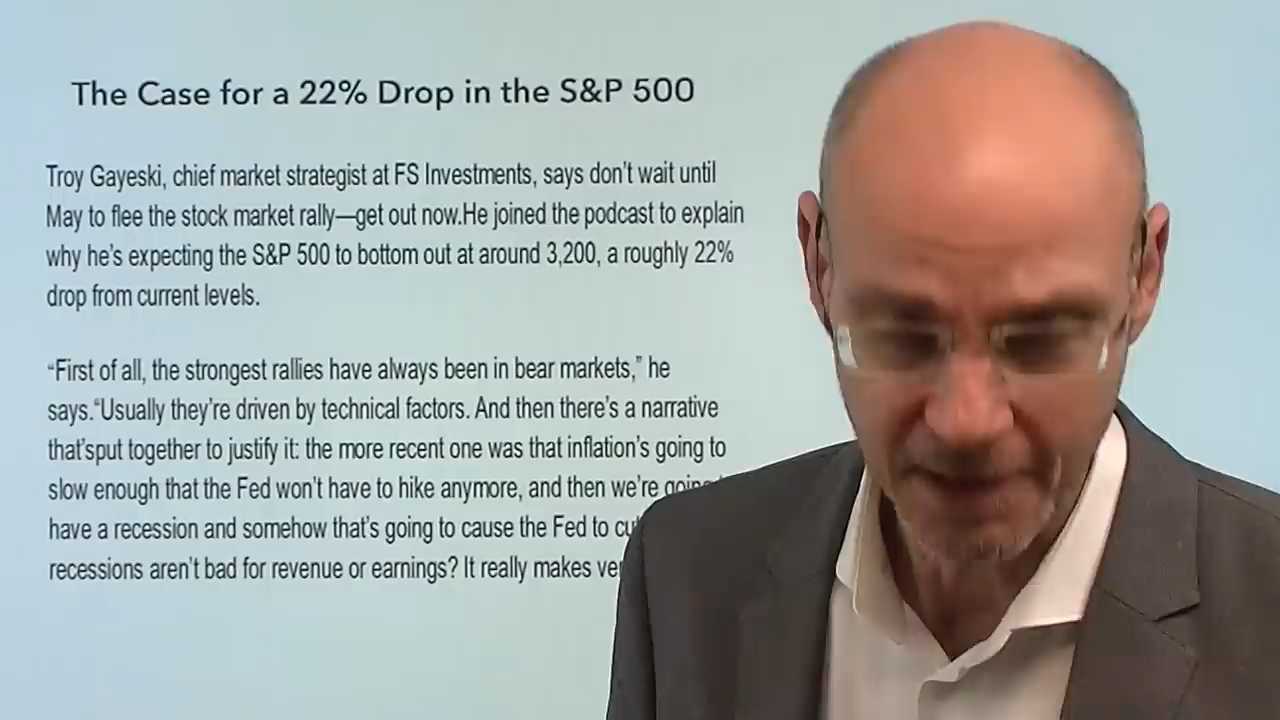 The Case for a 22% Drop in the S&P 500
Troy Gayeski, chief market strategist at FS Investments, says don't wait until
May to flee the stock market rally—get out now.He joined the podcast to explain
why he's expecting the S&P 500 to bottom out at around 3,200, a roughly 22%
drop from current levels.
“First of all, the strongest rallies have always been in bear markets,” he
says.“Usually they're driven by technical factors. And then there's a narrative
that'sput together to justify it: the more recent one was that inflation's going to
slow enough that the Fed won't have to hike anymore, and then we're
have a recession and somehow that's going to cause the Fed to
recessions aren't bad for revenue or earnings? It really makes